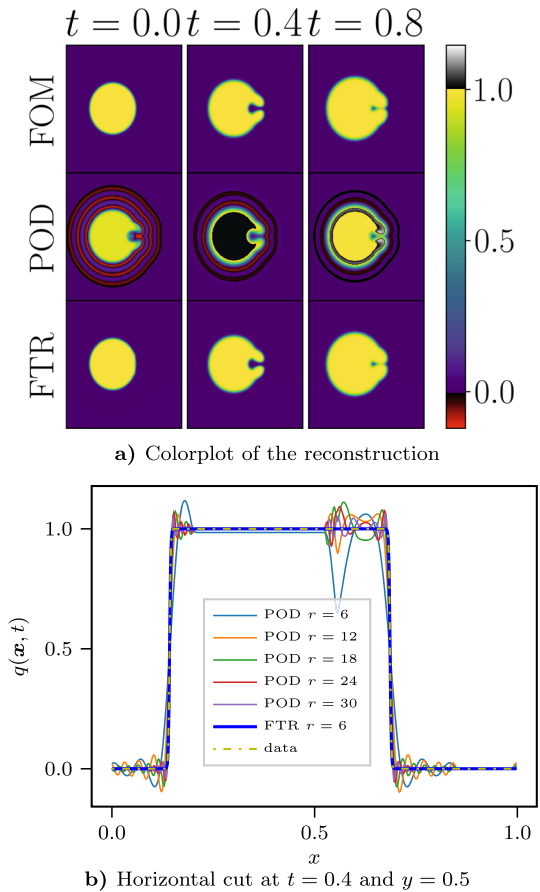 t = 0.0 t = 0.4 t = 0.8
FOM
POD
FTR
1.0
0.5
0.0
a) Colorplot of the reconstruction
1.0
0.5
0.0
q(x, t)
POD r = 6
POD r = 12
POD r = 18
POD r = 24
POD r = 30
FTR r = 6
data
0.0 0.5 1.0
x
b) Horizontal cut at t = 0.4 and y = 0.5